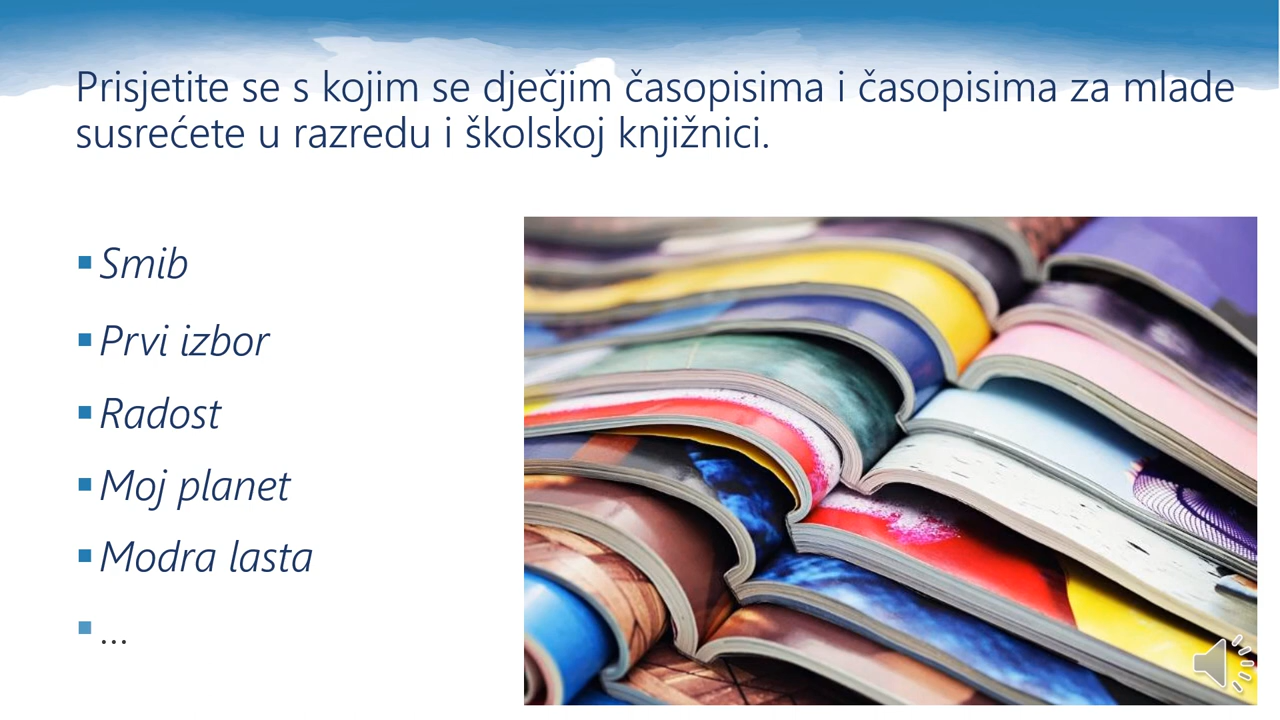 Prisjetite se s kojim se dječjim časopisima i časopisima za mlade
susrećete u razredu i školskoj knjižnici.
▪ Smib
▪ Prvi izbor
▪ Radost
▪ Moj planet
▪ Modra lasta
▪ ...